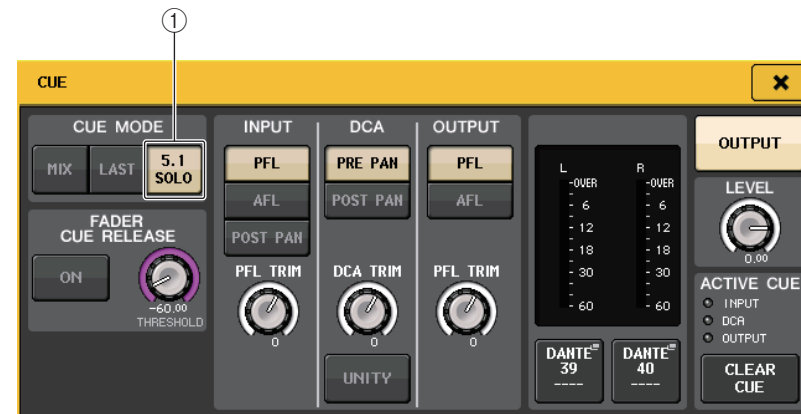 1
CUE
CUE MODE
MIX
LAST
5.1
SOLO
FADER
CUE RELEASE
ON
-60.00
THRESHOLD
INPUT
PFL
AFL
POST PAN
PFL TRIM
0
DCA
PRE PAN
POST PAN
DCA TRIM
0
UNITY
OUTPUT
PFL
AFL
PFL TRIM
0
L R
-OVER -OVER
- 6 - 6
- 12 - 12
- 18 - 18
- 30 - 30
- 60 - 60
DANTE
39
----
DANTE
40
----
OUTPUT
LEVEL
0.00
ACTIVE CUE
INPUT
DCA
OUTPUT
CLEAR
CUE